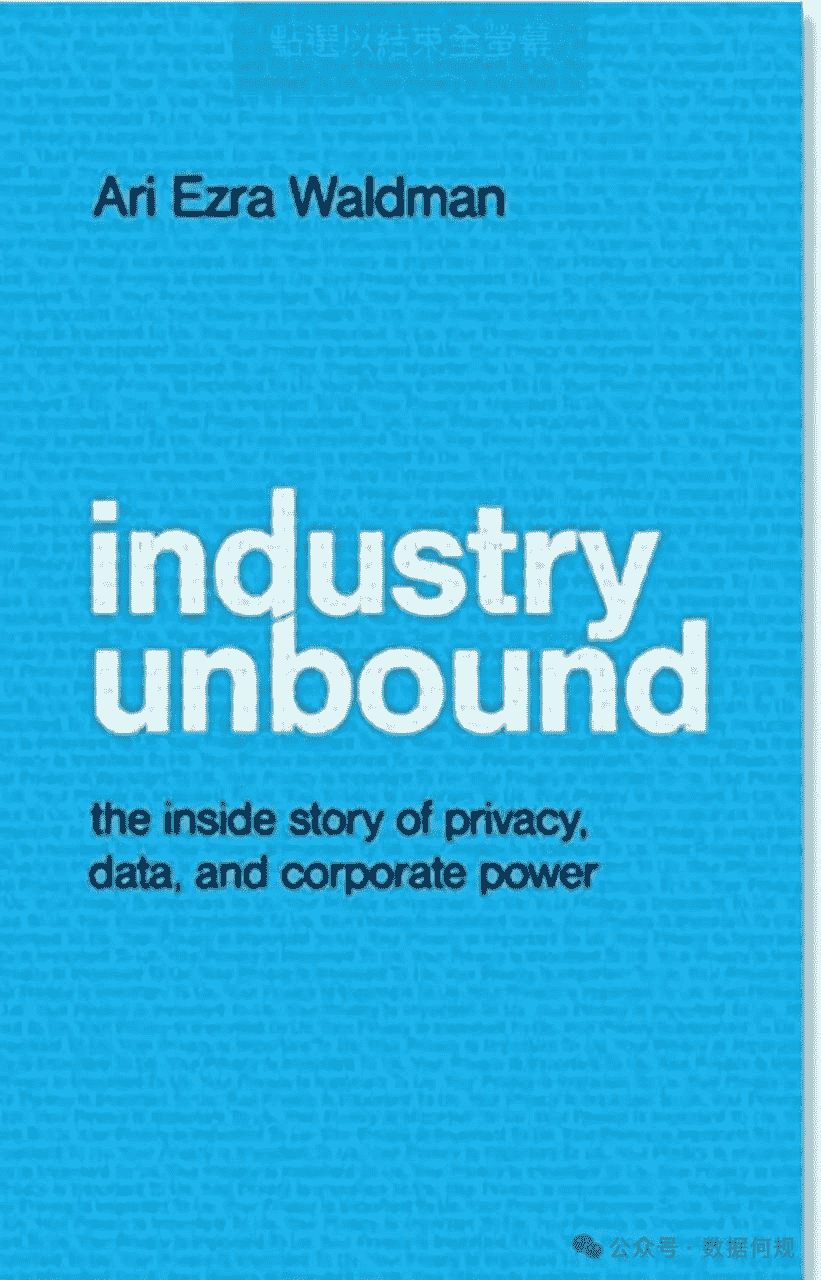 點選以結束全螢幕
Ari Ezra Waldman
industry
unbound
the inside story of privacy,
data, and corporate power
公众号 · 数据何规